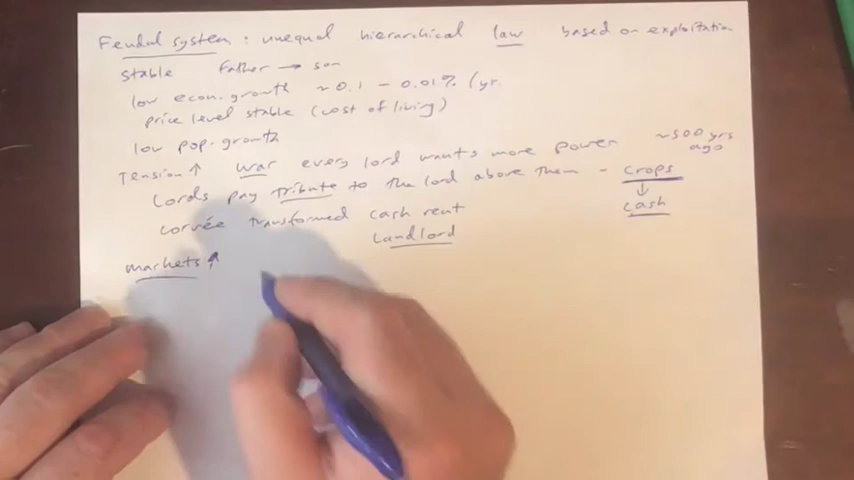 Feudal system : unequal hierarchical law based on exploitation
stable Father → son
low econ. growth ~0.1 - 0.01% /yr.
price level stable (cost of living)
low pop. growth
Tension ↑ war every lord wants more power ~500 yrs ago
Lords pay tribute to the lord above them - crops
↓
corvée transformed cash rent cash
Landlord
markets ↑